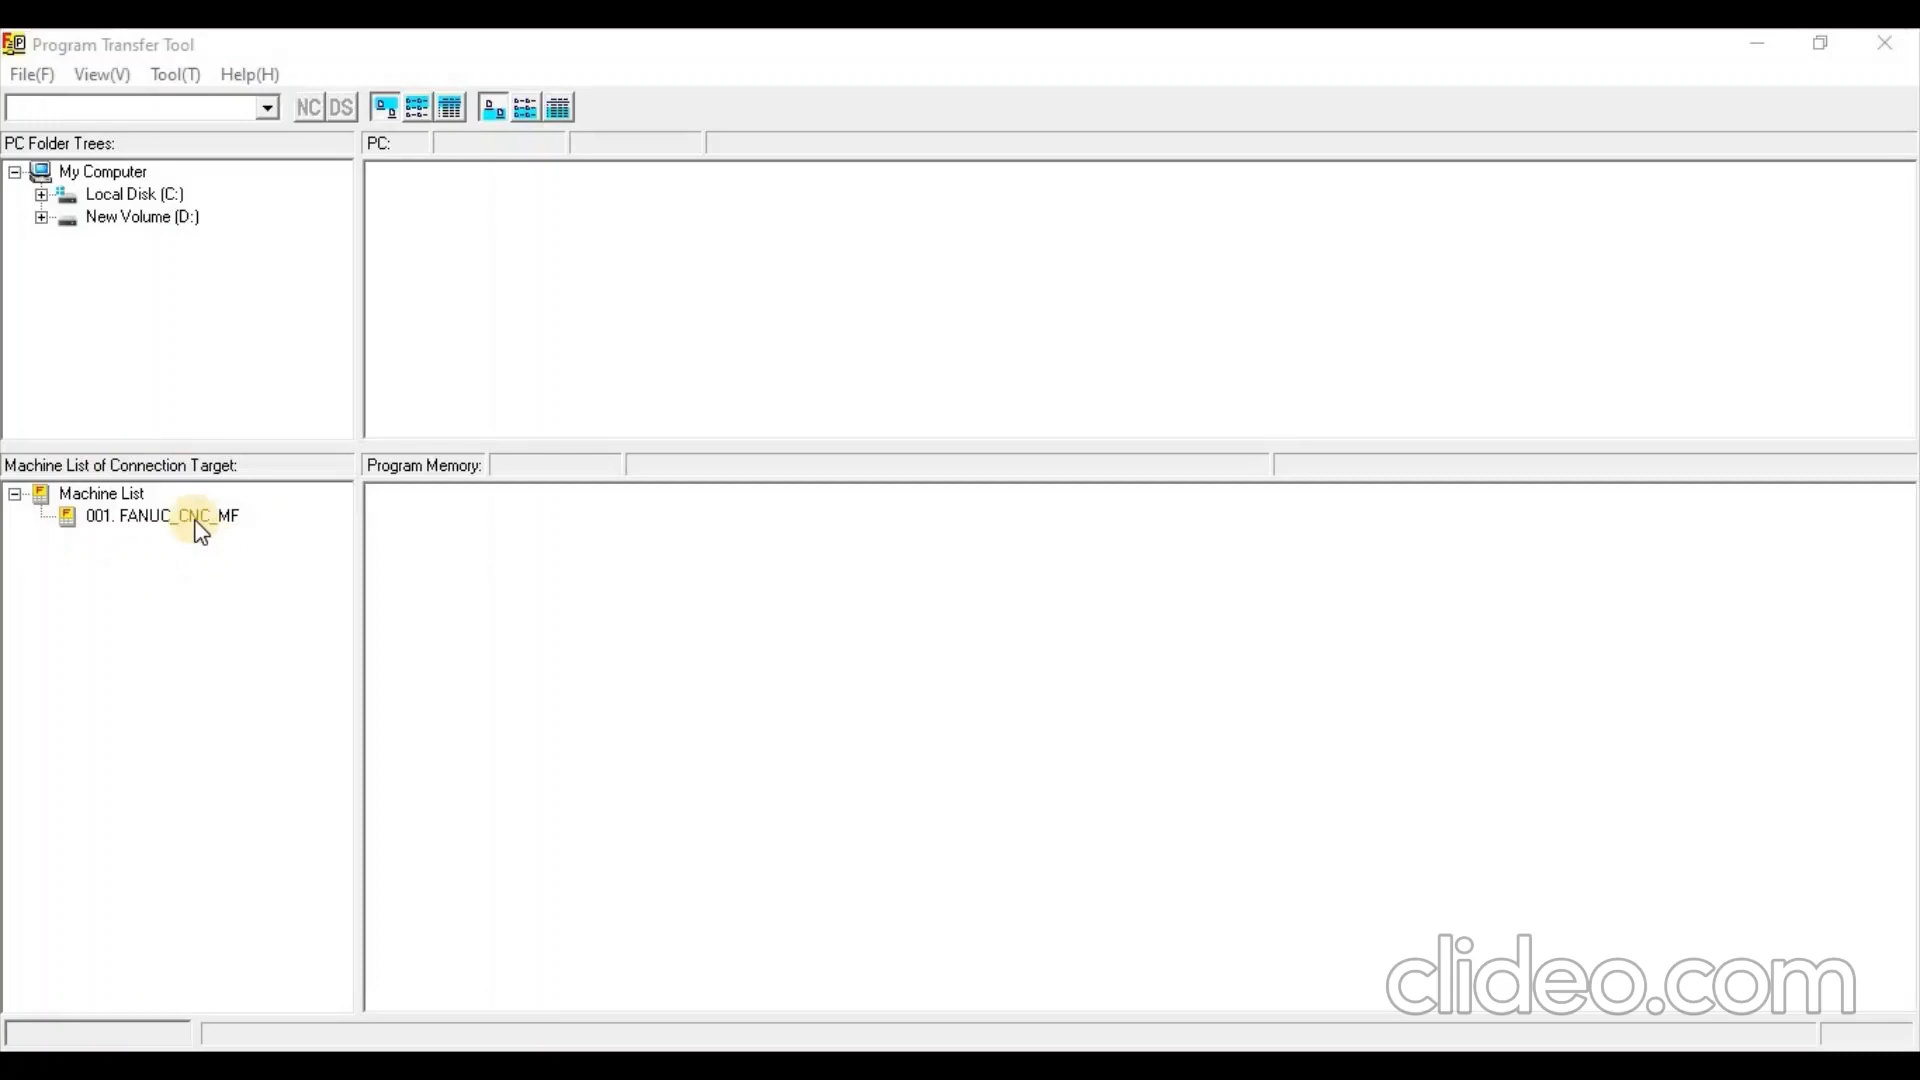 Program Transfer Tool
File(F) View(V) Tool(T) Help(H)
NC DS
PC Folder Trees:
PC:
My Computer
Local Disk (C:)
New Volume (D:)
Machine List of Connection Target:
Program Memory:
Machine List
001. FANUC_CNC_MF
clideo.com